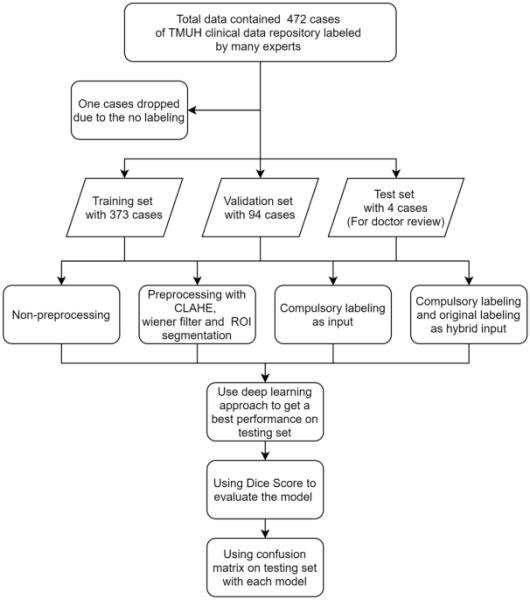 Total data contained 472 cases
of TMUH clinical data repository labeled
by many experts
One cases dropped
due to the no labeling
Training set
with 373 cases
Validation set
with 94 cases
Test set
with 4 cases
(For doctor review)
Non-preprocessing
Preprocessing with
CLAHE,
wiener filter and ROI
segmentation
Compulsory labeling
as input
Compulsory labeling
and original labeling
as hybrid input
Use deep learning
approach to get a
best performance on
testing set
Using Dice Score to
evaluate the model
Using confusion
matrix on testing set
with each model